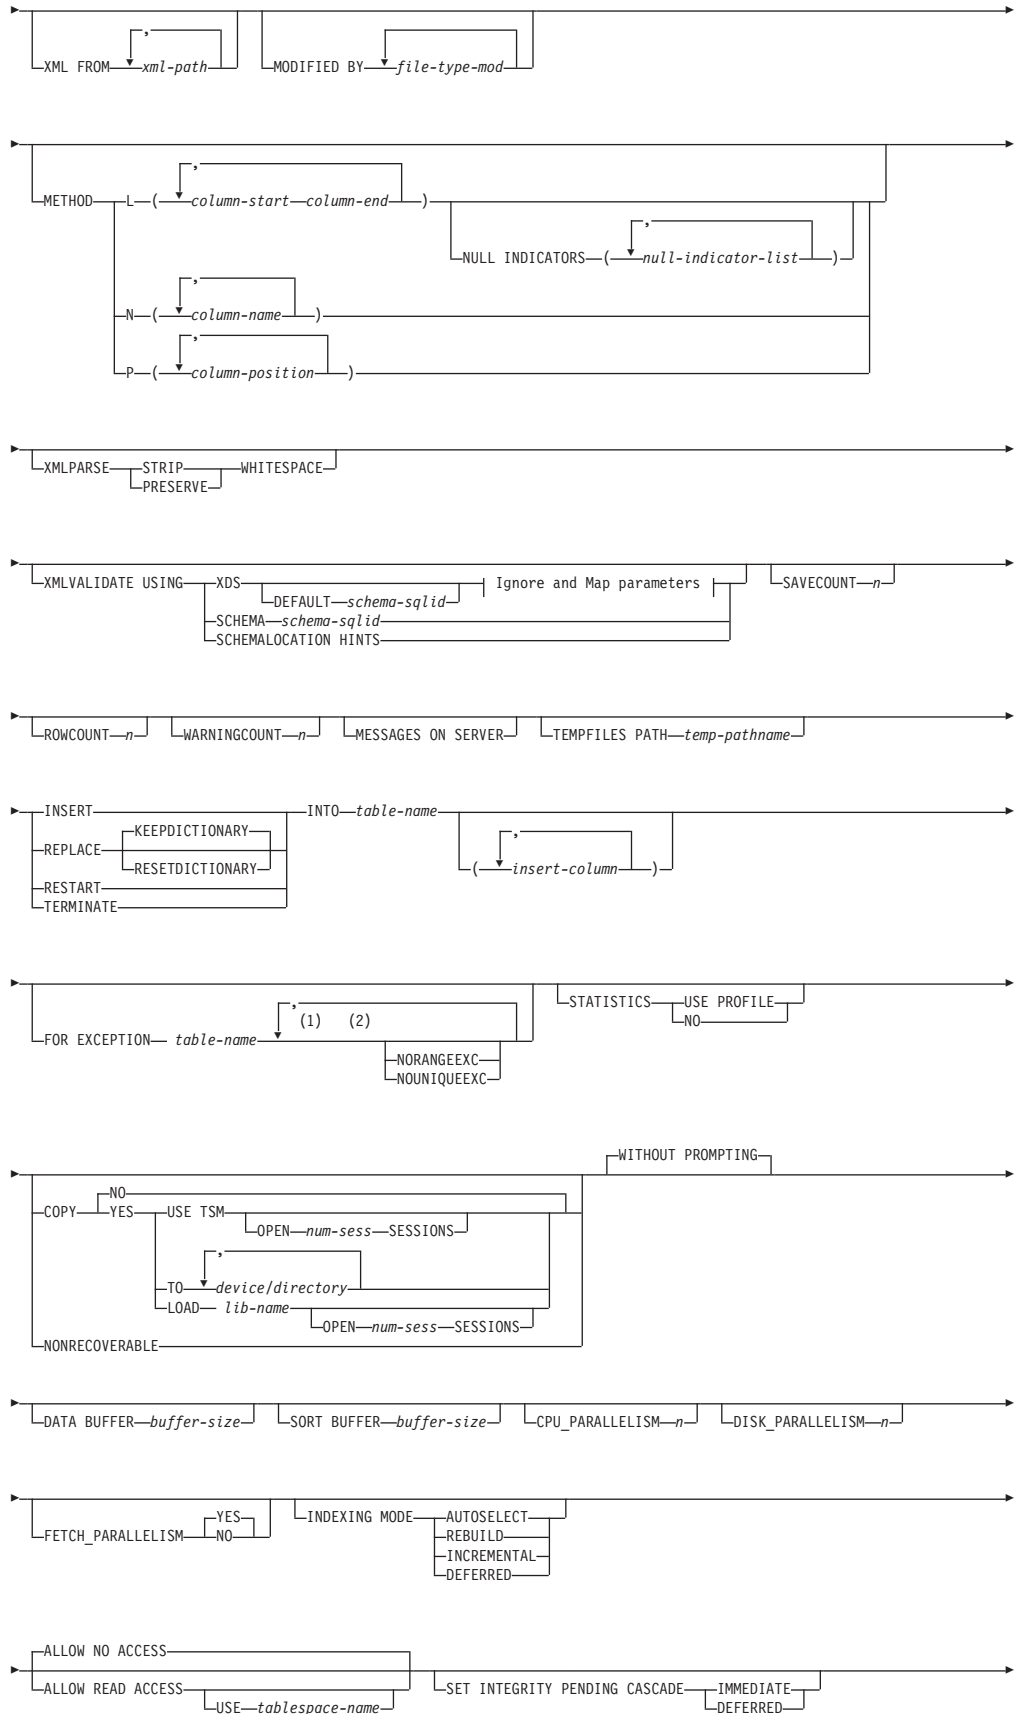 ,
XML FROM xml-path MODIFIED BY file-type-mod
,
METHOD L ( column-start column-end )
,
NULL INDICATORS ( null-indicator-list )
,
N ( column-name )
,
P ( column-position )
XMLPARSE STRIP WHITESPACE
PRESERVE
XMLVALIDATE USING XDS Ignore and Map parameters SAVECOUNT n
DEFAULT schema-sqlid
SCHEMA schema-sqlid
SCHEMALOCATION HINTS
ROWCOUNT n WARNINGCOUNT n MESSAGES ON SERVER TEMPFILES PATH temp-pathname
INSERT INTO table-name
KEEPDICTIONARY ,
REPLACE
RESETDICTIONARY ( insert-column )
RESTART
TERMINATE
STATISTICS USE PROFILE
, NO
(1) (2)
FOR EXCEPTION table-name
NORANGEEXC
NOUNIQUEEXC
WITHOUT PROMPTING
NO
COPY YES USE TSM
OPEN num-sess SESSIONS
,
TO device/directory
LOAD lib-name
OPEN num-sess SESSIONS
NONRECOVERABLE
DATA BUFFER buffer-size SORT BUFFER buffer-size CPU_PARALLELISM n DISK_PARALLELISM n
YES INDEXING MODE AUTOSELECT
FETCH_PARALLELISM NO REBUILD
INCREMENTAL
DEFERRED
ALLOW NO ACCESS
ALLOW READ ACCESS SET INTEGRITY PENDING CASCADE IMMEDIATE
USE tablespace-name DEFERRED